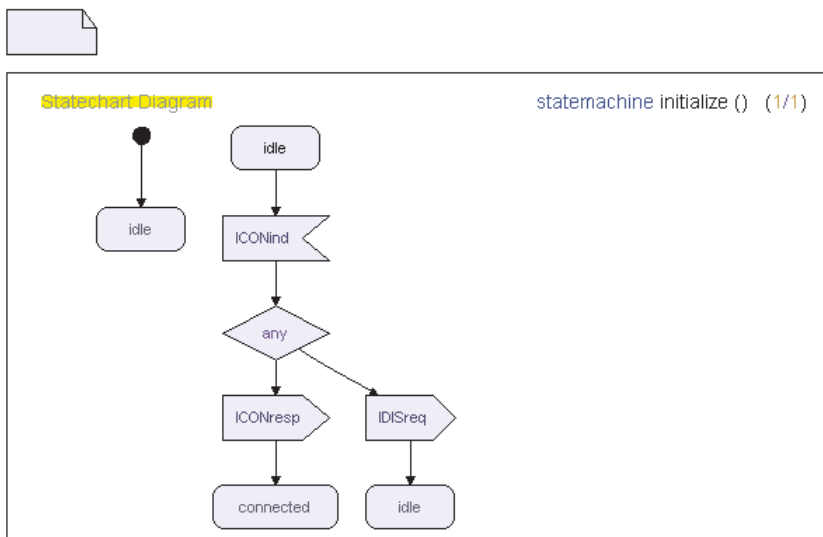 Statechart Diagram
statemachine initialize () (1/1)
idle
idle
ICONind
any
ICONresp
IDISreq
connected
idle